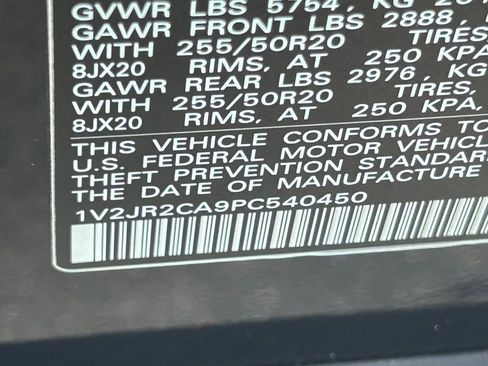 GVWR LBS 5754, KG
GAWR FRONT LBS 2888,
WITH 255/50R20 TIRES,
8JX20 RIMS, AT 250 KPA,
GAWR REAR LBS 2976, KG
WITH 255/50R20 TIRES,
8JX20 RIMS, AT 250 KPA,
THIS VEHICLE CONFORMS TO
U.S. FEDERAL MOTOR VEHICLE
THEFT PREVENTION STANDAR
THE DATE OF MANUFACTURE
1V2JR2CA9PC540450